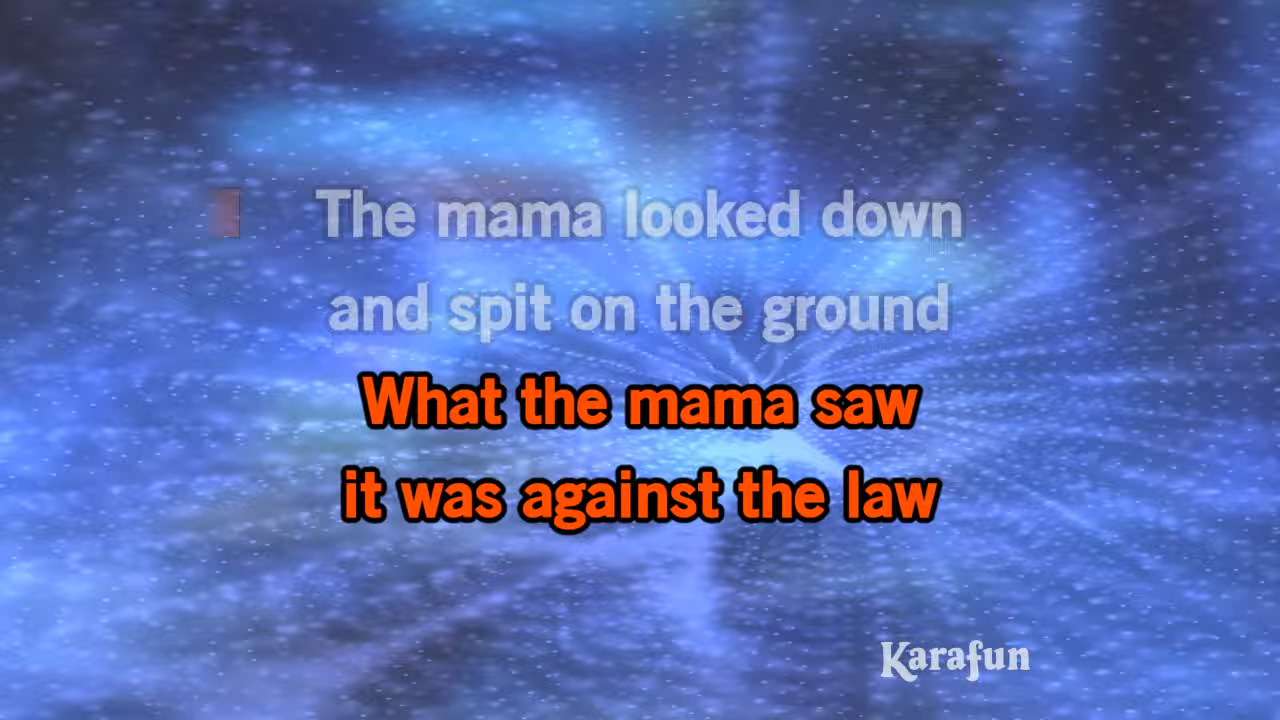 The mama looked down
and spit on the ground
What the mama saw
it was against the law
Karafun